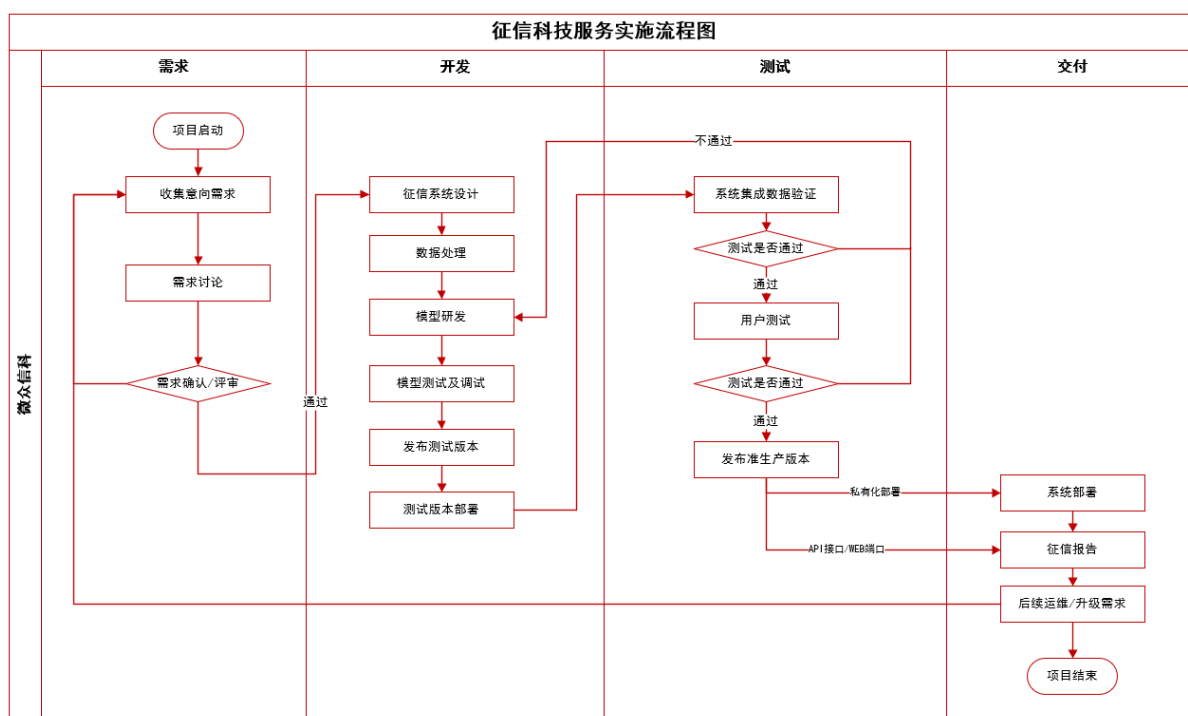 征信科技服务实施流程图
需求
开发
测试
交付
微众信科
项目启动
收集意向需求
需求讨论
需求确认/评审
通过
征信系统设计
数据处理
模型研发
模型测试及调试
发布测试版本
测试版本部署
不通过
系统集成数据验证
测试是否通过
通过
用户测试
测试是否通过
通过
发布准生产版本
私有化部署
API接口/WEB端口
系统部署
征信报告
后续运维/升级需求
项目结束